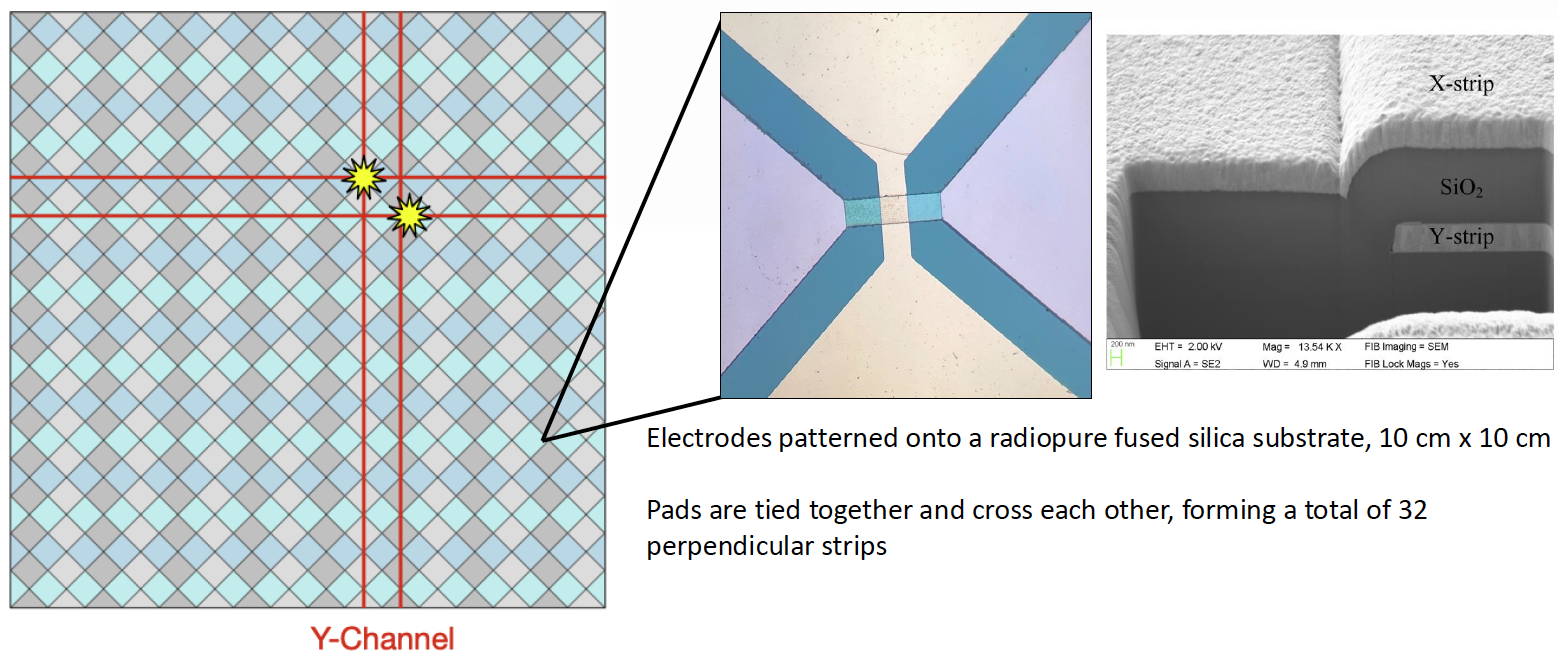 X-strip
SiO₂
Y-strip
200 nm
EHT = 2.00 kV
Mag = 13.54 K X
FIB Imaging = SEM
H
Signal A = SE2
WD = 4.9 mm
FIB Lock Mags = Yes
Electrodes patterned onto a radiopure fused silica substrate, 10 cm x 10 cm
Pads are tied together and cross each other, forming a total of 32
perpendicular strips
Y-Channel